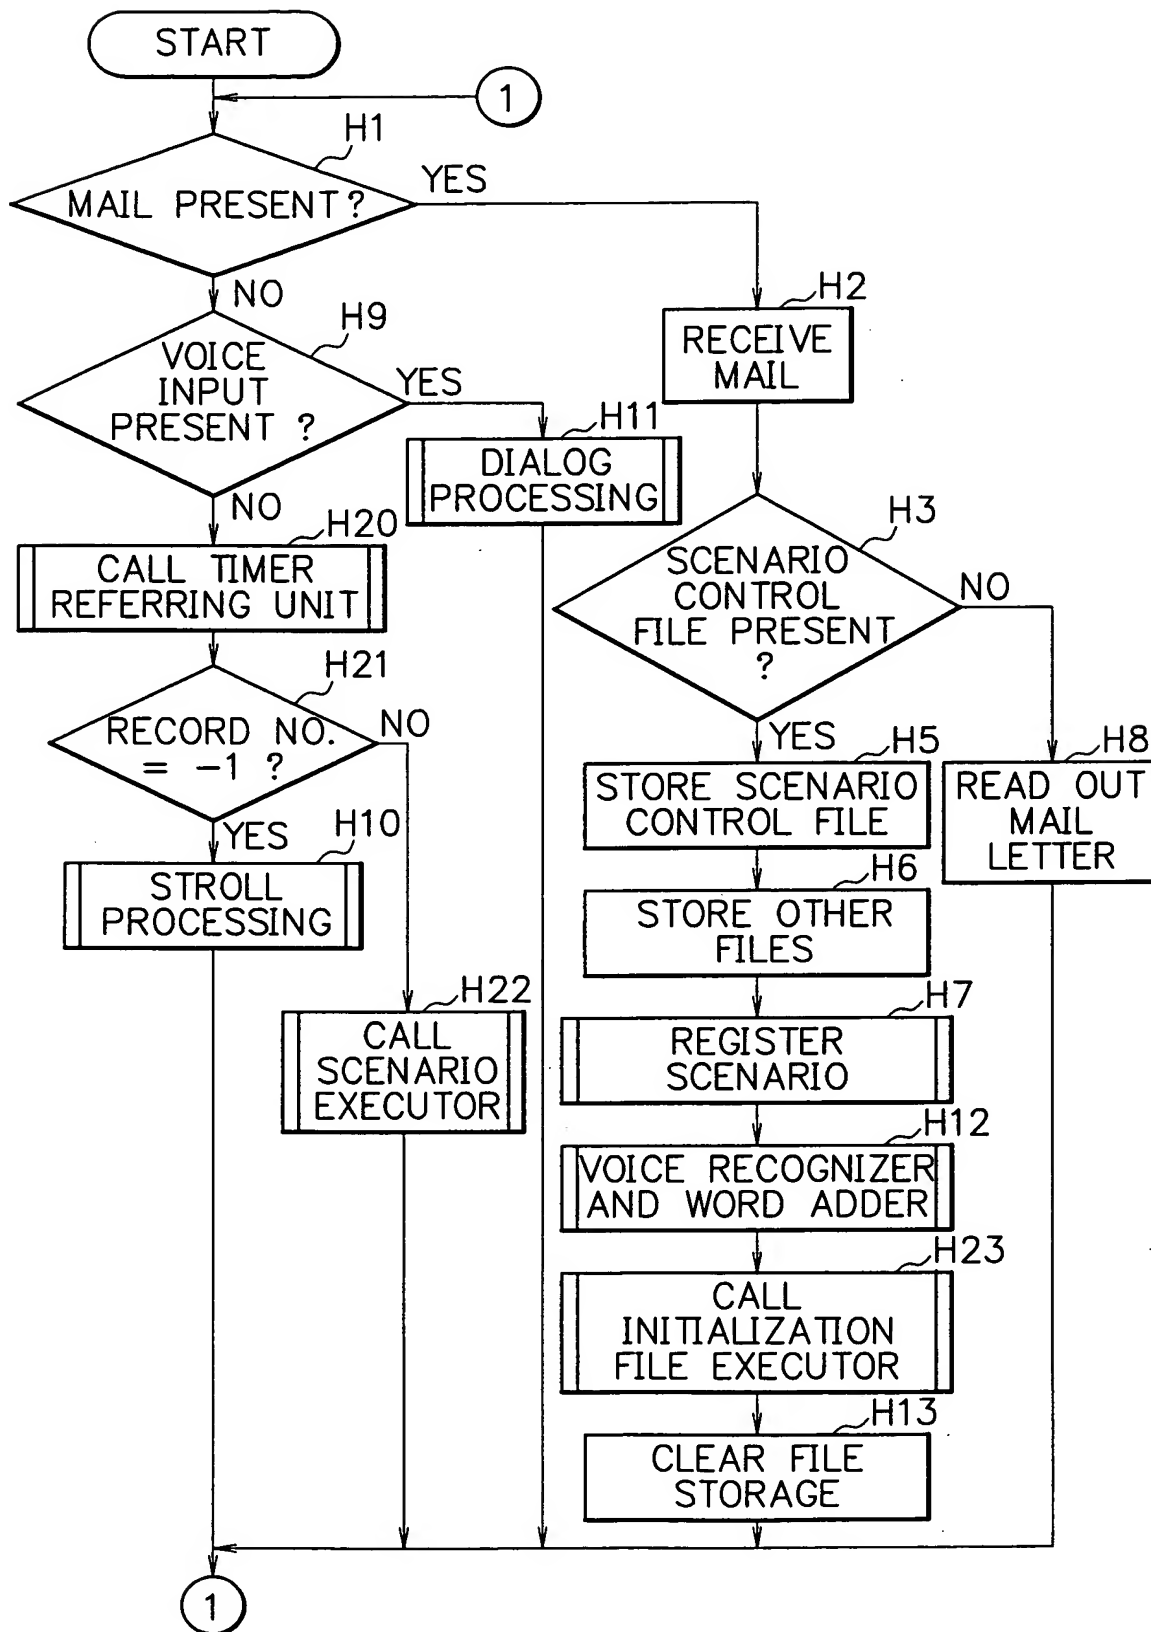 START
1
H1
MAIL PRESENT?
YES
NO
H2
RECEIVE
MAIL
H9
VOICE
INPUT
PRESENT ?
YES
NO
H11
DIALOG
PROCESSING
H3
SCENARIO
CONTROL
FILE PRESENT
?
NO
YES
H20
CALL TIMER
REFERRING UNIT
H21
RECORD NO.
= -1 ?
NO
YES
H5
STORE SCENARIO
CONTROL FILE
H8
READ OUT
MAIL
LETTER
H10
STROLL
PROCESSING
H6
STORE OTHER
FILES
H22
CALL
SCENARIO
EXECUTOR
H7
REGISTER
SCENARIO
H12
VOICE RECOGNIZER
AND WORD ADDER
H23
CALL
INITIALIZATION
FILE EXECUTOR
H13
CLEAR FILE
STORAGE
1